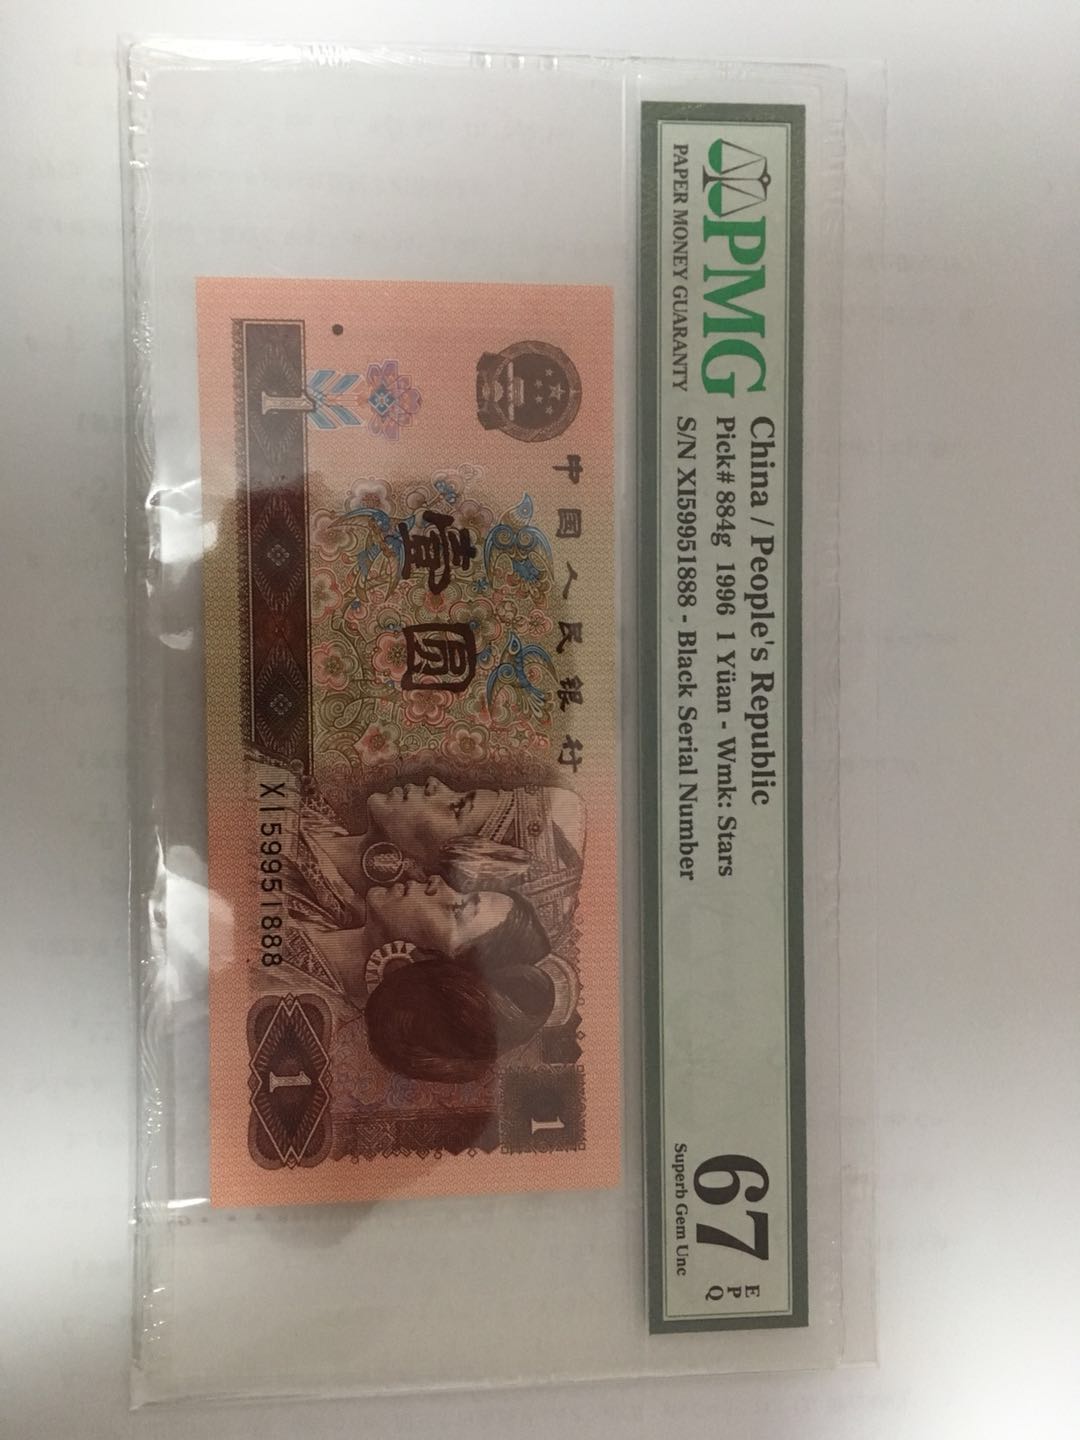 PMG
PAPER MONEY GUARANTY
China / People's Republic
Pick# 884g 1996 1 Yüan - Wmk: Stars
S/N XI59951888 - Black Serial Number
67
EPQ
Superb Gem Unc
中国人民银行
壹圆
XI59951888
1
1
1